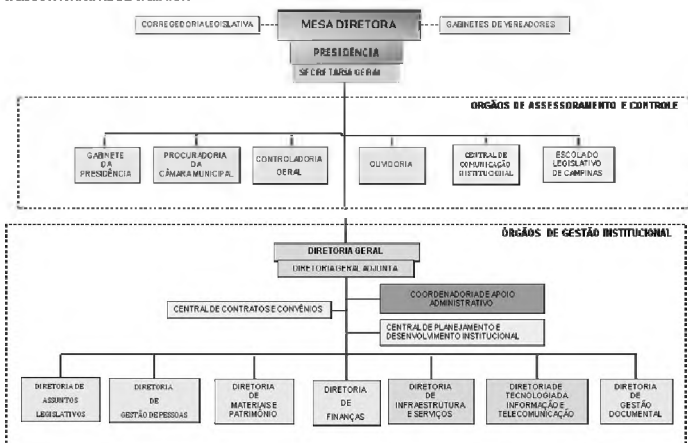 CORREGEDORIA LEGISLATIVA
MESA DIRETORA
GABINETES DE VEREADORES
PRESIDÊNCIA
SECRETARIA GERAL
ORGÃOS DE ASSESSORAMENTO E CONTROLE
GABINETE
DA
PRESIDÊNCIA
PROCURADORIA
DA
CÂMARA MUNICIPAL
CONTROLADORIA
GERAL
OUVIDORIA
CENTRAL DE
COMUNICAÇÃO
INSTITUCIONAL
ESCOLA DO
LEGISLATIVO
DE CAMPINAS
ÓRGÃOS DE GESTÃO INSTITUCIONAL
DIRETORIA GERAL
DIRETORIA GERAL ADJUNTA
CENTRAL DE CONTRATOS E CONVÊNIOS
COORDENADORIA DE APOIO
ADMINISTRATIVO
CENTRAL DE PLANEJAMENTO E
DESENVOLVIMENTO INSTITUCIONAL
DIRETORIA DE
ASSUNTOS
LEGISLATIVOS
DIRETORIA
DE
GESTÃO DE PESSOAS
DIRETORIA
DE
MATERIAIS E
PATRIMÔNIO
DIRETORIA
DE
FINANÇAS
DIRETORIA
DE
INFRAESTRUTURA
E SERVIÇOS
DIRETORIA DE
TECNOLOGIA DA
INFORMAÇÃO E
TELECOMUNICAÇÃO
DIRETORIA
DE
GESTÃO
DOCUMENTAL